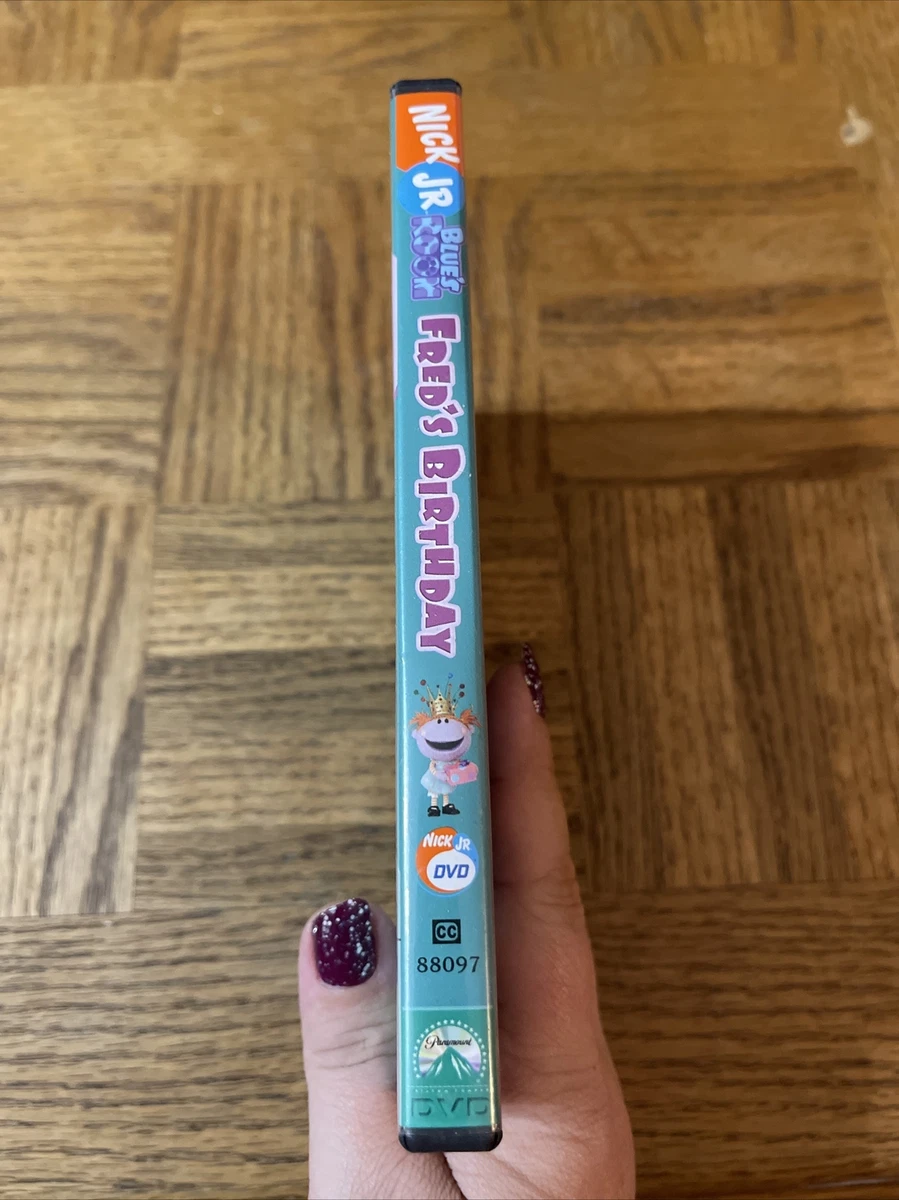 NICK JR
BLUE'S
ROOM
FRED'S BIRTHDAY
NICK JR
DVD
CC
88097
Paramount
DVD